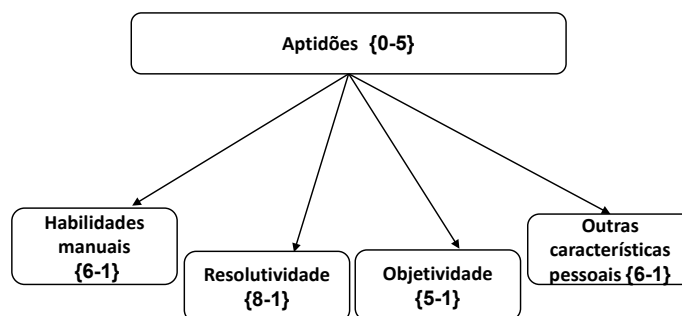 Aptidões {0-5}
Habilidades
manuais
{6-1}
Resolutividade
{8-1}
Objetividade
{5-1}
Outras
características
pessoais {6-1}